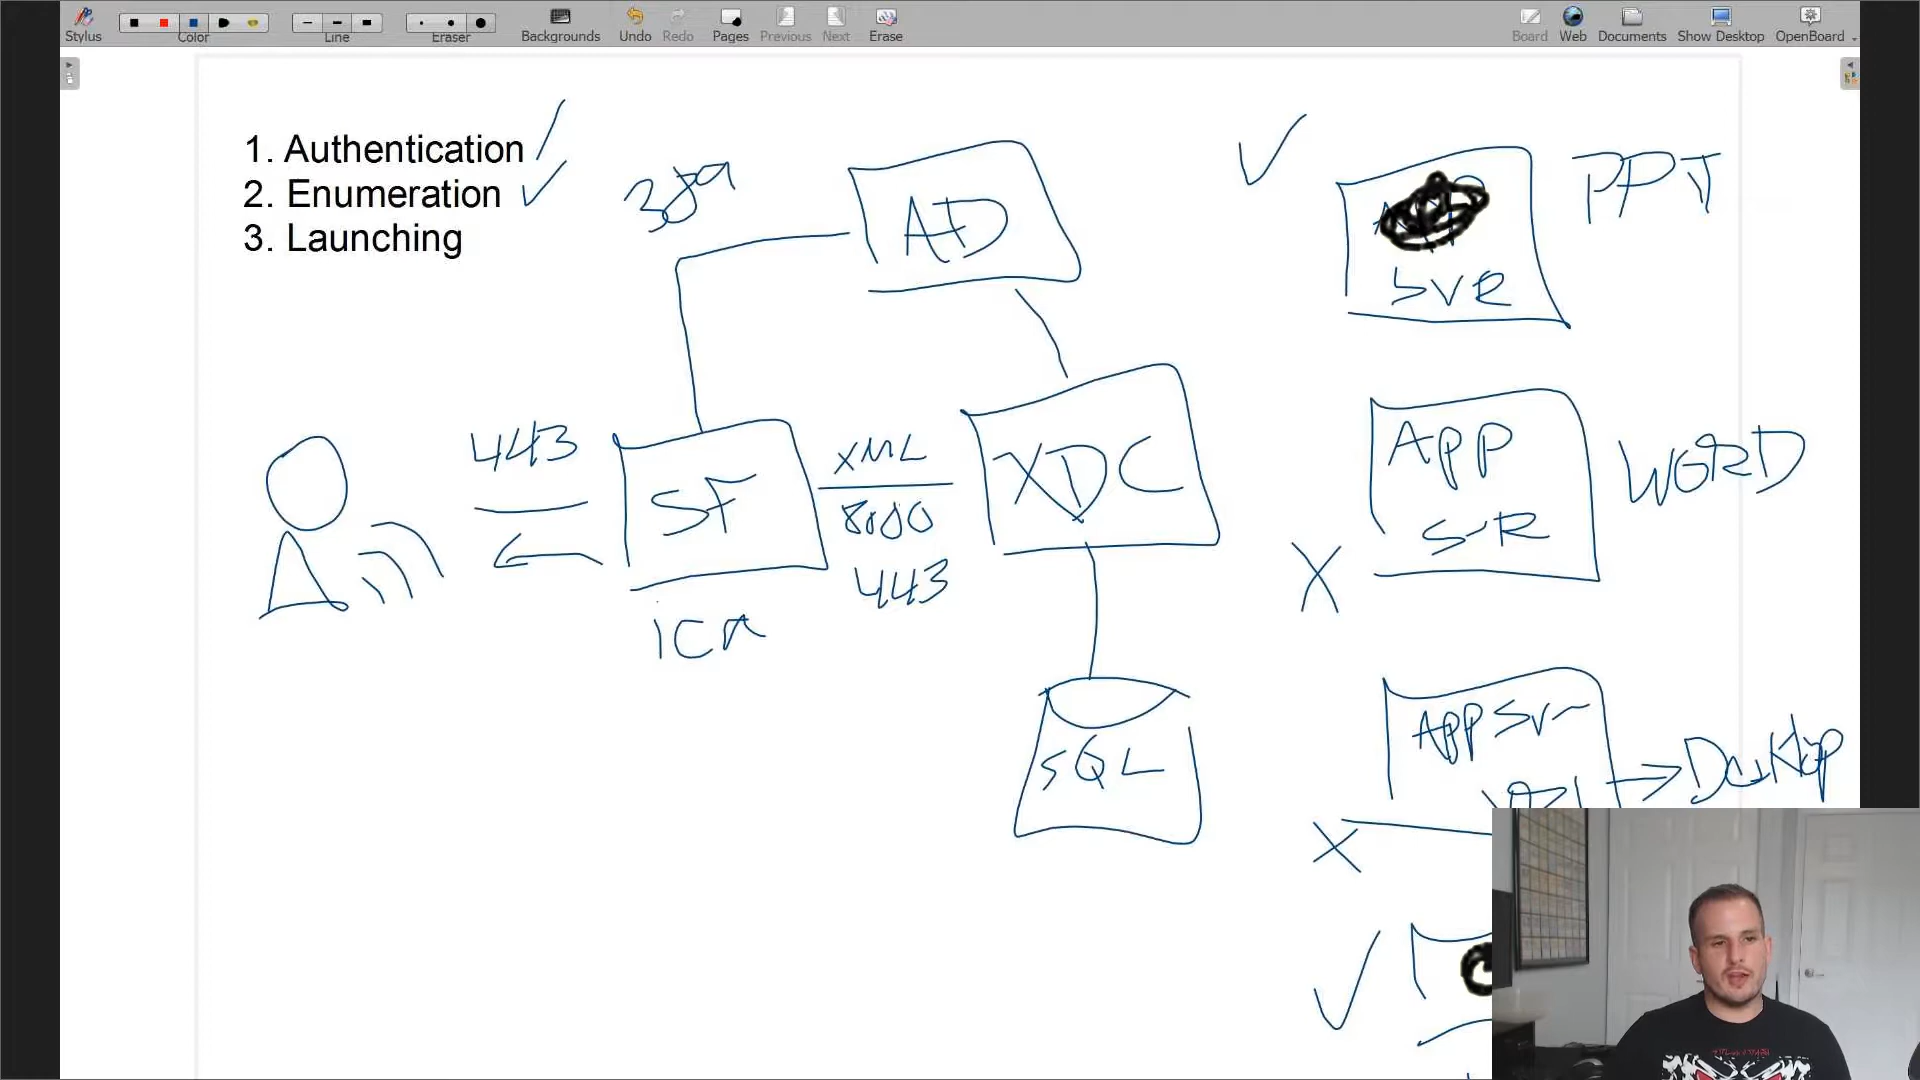 Stylus
Color
Line
Eraser
Backgrounds
Undo
Redo
Pages
Previous
Next
Erase
Board
Web
Documents
Show Desktop
OpenBoard
1. Authentication
2. Enumeration
3. Launching
389
AD
SVR
PPT
443
SF
ICA
XML
8080
443
XDC
SQL
APP
SVR
WORD
X
APP Svr
Desktop
X